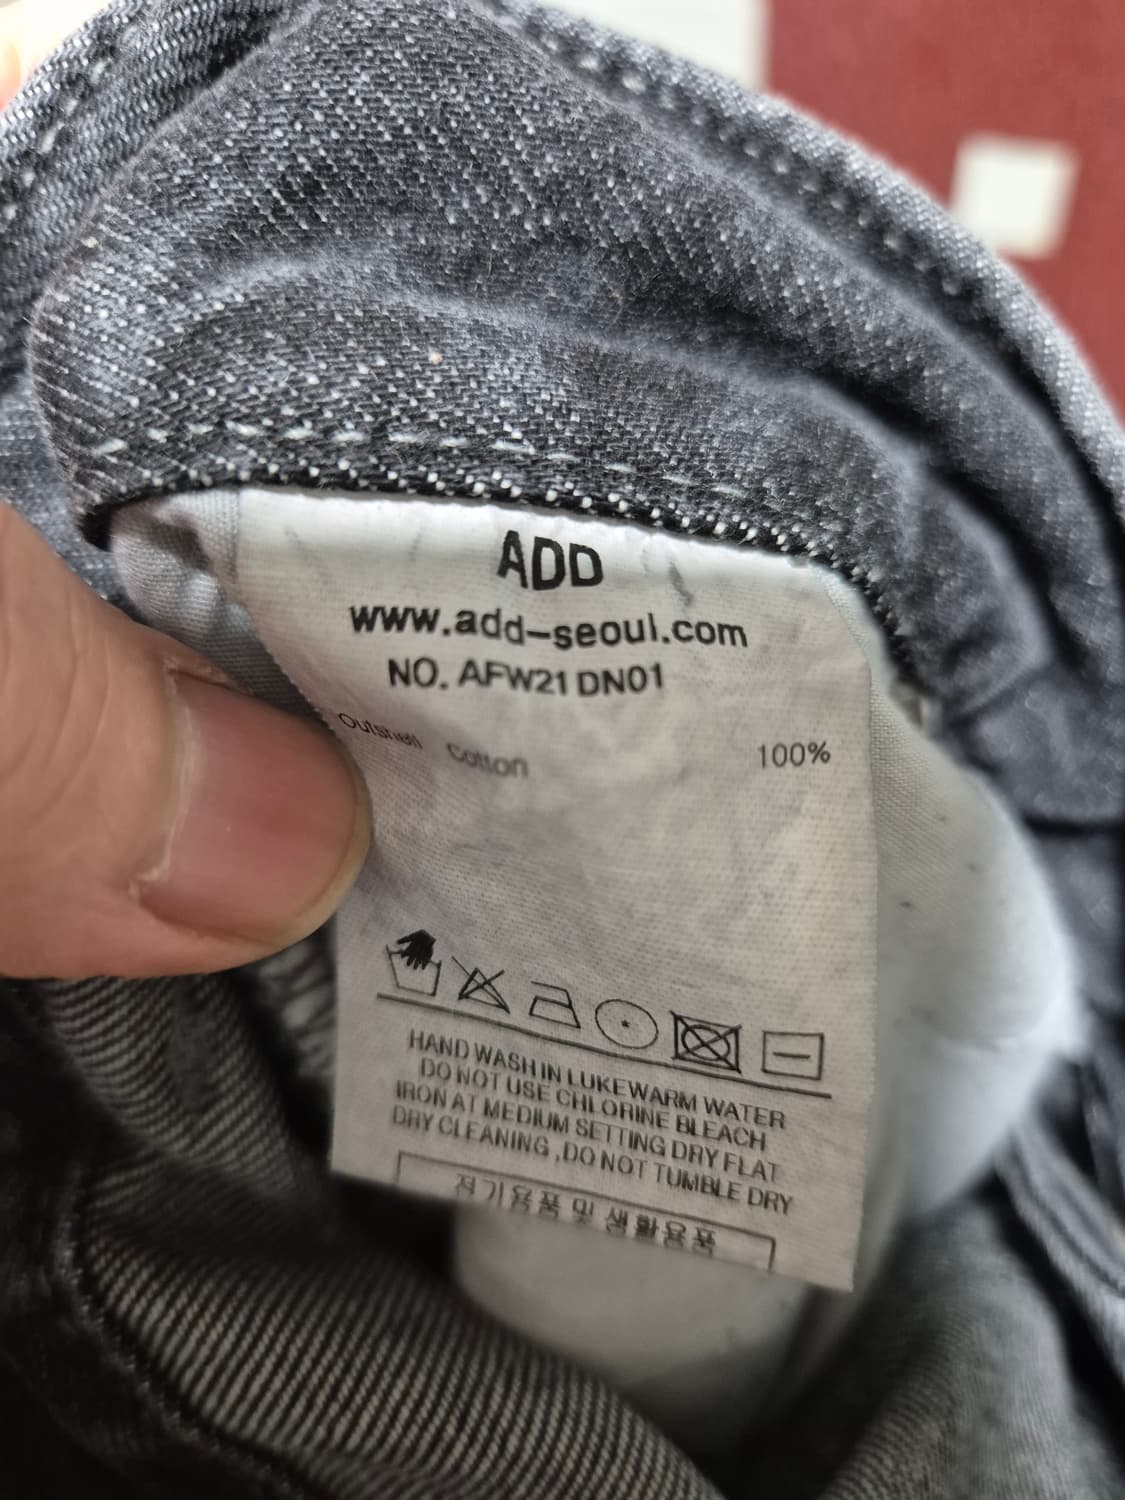 ADD
www.add-seoul.com
NO. AFW21DN01
Outshell Cotton 100%
HAND WASH IN LUKEWARM WATER
DO NOT USE CHLORINE BLEACH
IRON AT MEDIUM SETTING DRY FLAT
DRY CLEANING ,DO NOT TUMBLE DRY
전기용품 및 생활용품